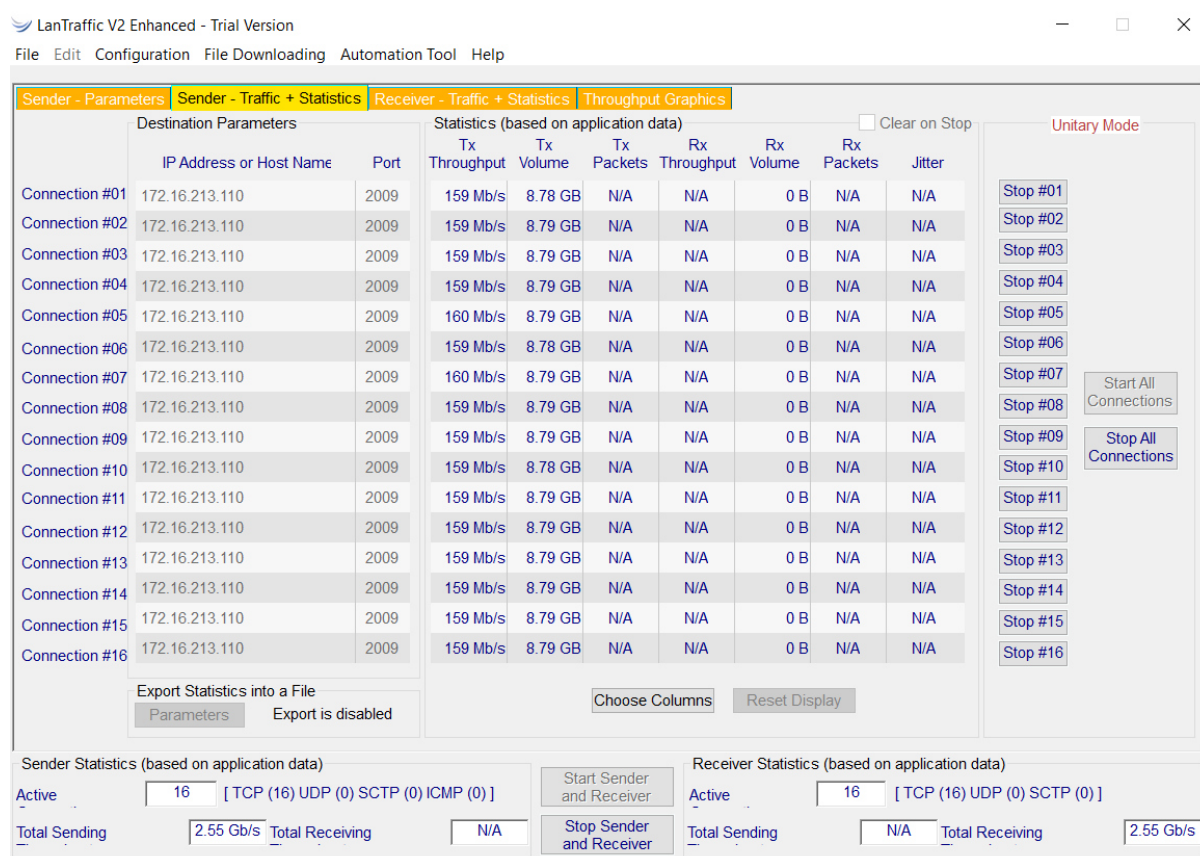 LanTraffic V2 Enhanced - Trial Version
File Edit Configuration File Downloading Automation Tool Help
Sender - Parameters Sender - Traffic + Statistics Receiver - Traffic + Statistics Throughput Graphics
Destination Parameters Statistics (based on application data) Clear on Stop Unitary Mode
Tx Tx Tx Rx Rx Rx
IP Address or Host Name Port Throughput Volume Packets Throughput Volume Packets Jitter
Connection #01 172.16.213.110 2009 159 Mb/s 8.78 GB N/A N/A 0 B N/A N/A Stop #01
Connection #02 172.16.213.110 2009 159 Mb/s 8.79 GB N/A N/A 0 B N/A N/A Stop #02
Connection #03 172.16.213.110 2009 159 Mb/s 8.79 GB N/A N/A 0 B N/A N/A Stop #03
Connection #04 172.16.213.110 2009 159 Mb/s 8.79 GB N/A N/A 0 B N/A N/A Stop #04
Connection #05 172.16.213.110 2009 160 Mb/s 8.79 GB N/A N/A 0 B N/A N/A Stop #05
Connection #06 172.16.213.110 2009 159 Mb/s 8.78 GB N/A N/A 0 B N/A N/A Stop #06
Connection #07 172.16.213.110 2009 160 Mb/s 8.79 GB N/A N/A 0 B N/A N/A Stop #07
Connection #08 172.16.213.110 2009 159 Mb/s 8.79 GB N/A N/A 0 B N/A N/A Stop #08
Connection #09 172.16.213.110 2009 159 Mb/s 8.79 GB N/A N/A 0 B N/A N/A Stop #09
Connection #10 172.16.213.110 2009 159 Mb/s 8.78 GB N/A N/A 0 B N/A N/A Stop #10
Connection #11 172.16.213.110 2009 159 Mb/s 8.79 GB N/A N/A 0 B N/A N/A Stop #11
Connection #12 172.16.213.110 2009 159 Mb/s 8.79 GB N/A N/A 0 B N/A N/A Stop #12
Connection #13 172.16.213.110 2009 159 Mb/s 8.79 GB N/A N/A 0 B N/A N/A Stop #13
Connection #14 172.16.213.110 2009 159 Mb/s 8.79 GB N/A N/A 0 B N/A N/A Stop #14
Connection #15 172.16.213.110 2009 159 Mb/s 8.79 GB N/A N/A 0 B N/A N/A Stop #15
Connection #16 172.16.213.110 2009 159 Mb/s 8.79 GB N/A N/A 0 B N/A N/A Stop #16
Start All
Connections
Stop All
Connections
Export Statistics into a File
Parameters Export is disabled
Choose Columns Reset Display
Sender Statistics (based on application data)
Active 16 [ TCP (16) UDP (0) SCTP (0) ICMP (0) ]
Total Sending 2.55 Gb/s Total Receiving N/A
Start Sender
and Receiver
Stop Sender
and Receiver
Receiver Statistics (based on application data)
Active 16 [ TCP (16) UDP (0) SCTP (0) ]
Total Sending N/A Total Receiving 2.55 Gb/s